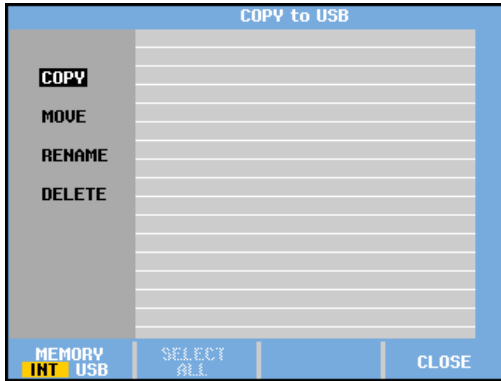 COPY to USB
COPY
MOVE
RENAME
DELETE
MEMORY
INT USB
SELECT
ALL
CLOSE